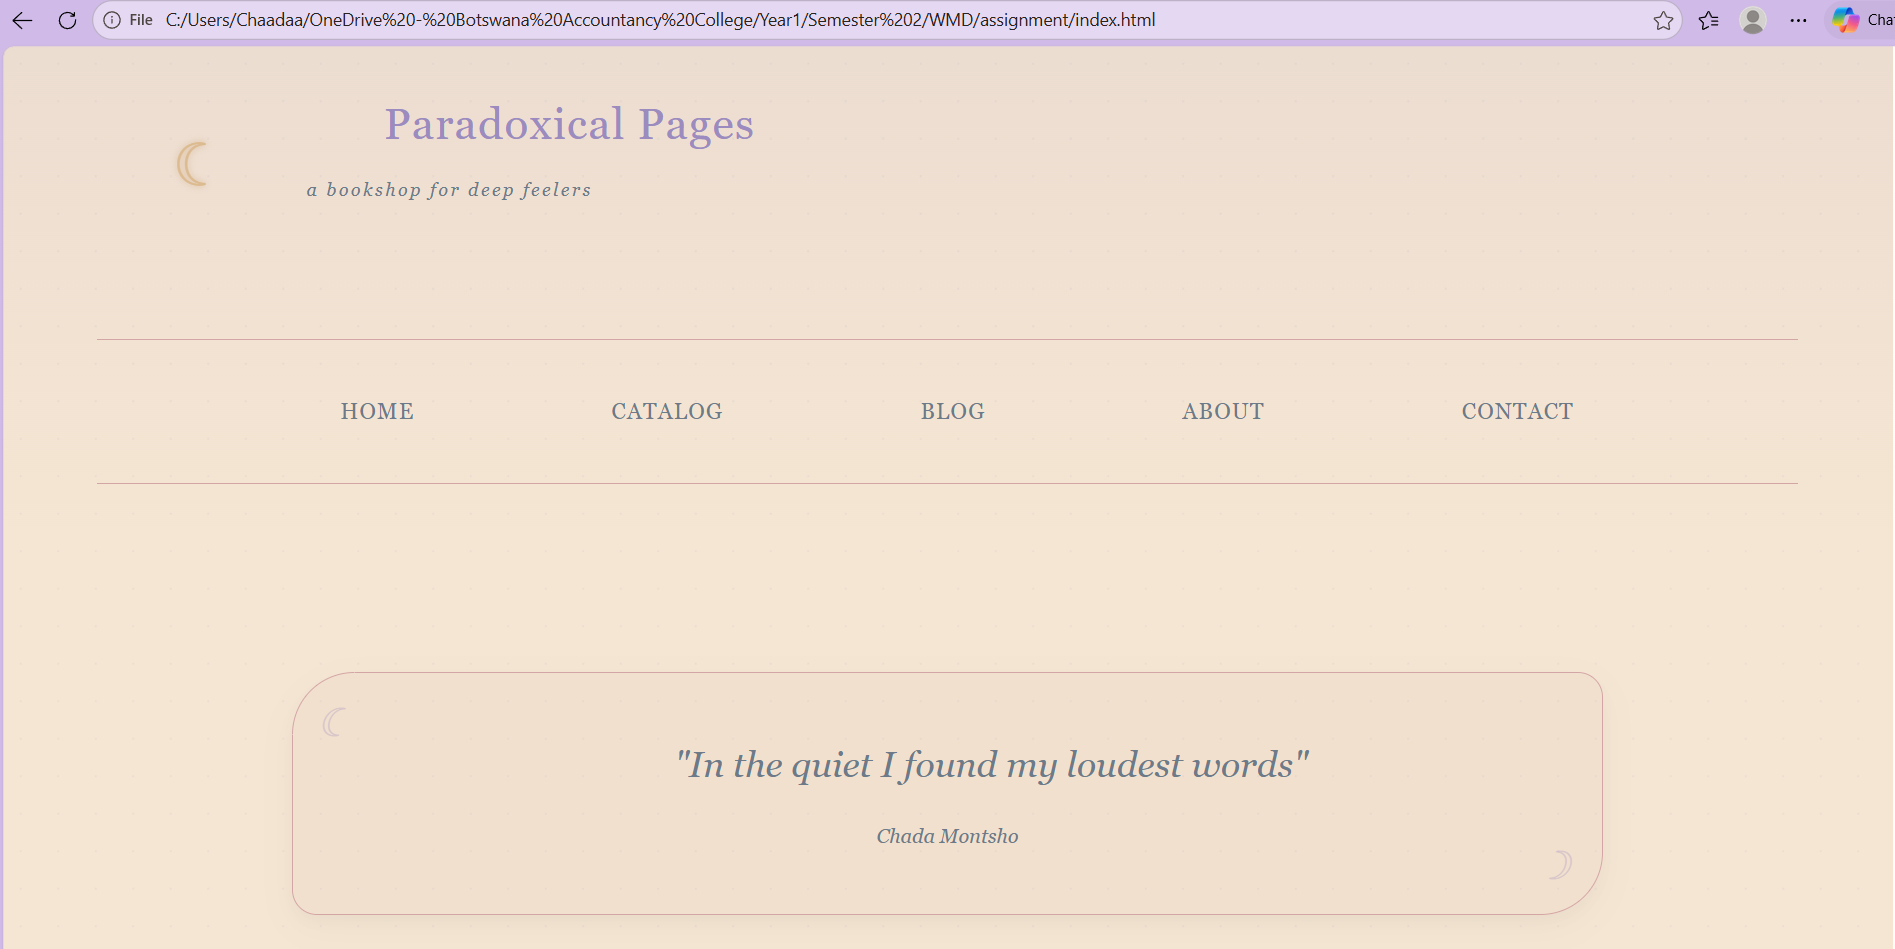 File C:/Users/Chaadaa/OneDrive%20-%20Botswana%20Accountancy%20College/Year1/Semester%202/WMD/assignment/index.html
Paradoxical Pages
a bookshop for deep feelers
HOME CATALOG BLOG ABOUT CONTACT
"In the quiet I found my loudest words"
Chada Montsho